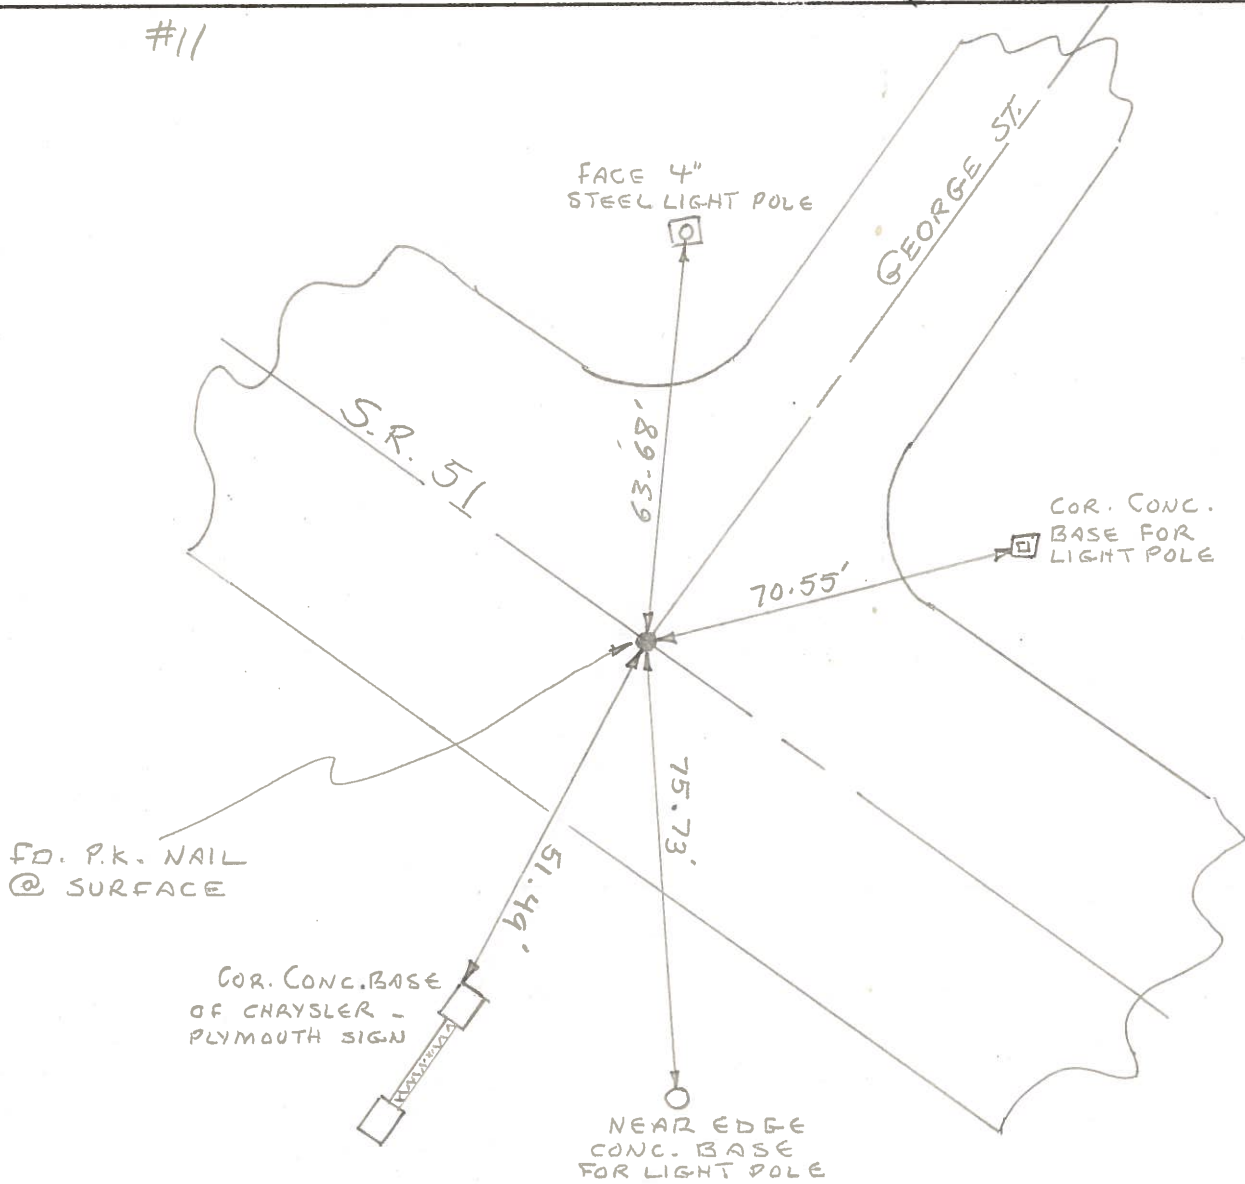 #11
FACE 4"
STEEL LIGHT POLE
GEORGE ST.
S.R. 51
63.68'
COR. CONC.
BASE FOR
LIGHT POLE
70.55'
75.73'
51.49'
FD. P.K. NAIL
@ SURFACE
COR. CONC. BASE
OF CHRYSLER -
PLYMOUTH SIGN
NEAR EDGE
CONC. BASE
FOR LIGHT POLE